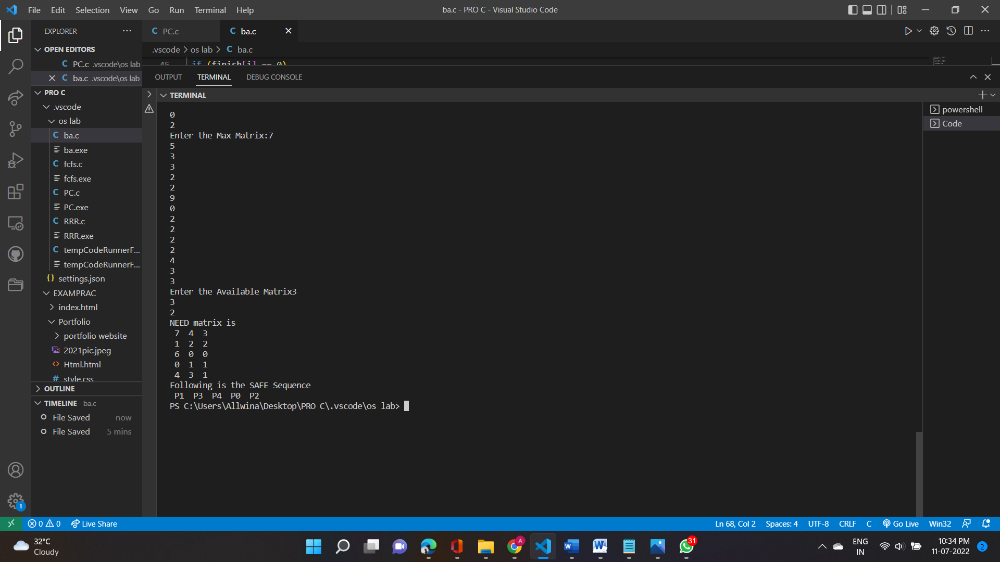 File Edit Selection View Go Run Terminal Help
ba.c - PRO C - Visual Studio Code
EXPLORER
OPEN EDITORS
PC.c .vscode\os lab
ba.c .vscode\os lab
PRO C
.vscode
os lab
ba.c
ba.exe
fcfs.c
fcfs.exe
PC.c
PC.exe
RRR.c
RRR.exe
tempCodeRunnerF...
tempCodeRunnerF...
settings.json
EXAMPRAC
index.html
Portfolio
portfolio website
2021pic.jpeg
Html.html
style.css
OUTLINE
TIMELINE ba.c
File Saved now
File Saved 5 mins
PC.c
ba.c
.vscode > os lab > C ba.c
45 if (finish[i] == 0)
OUTPUT TERMINAL DEBUG CONSOLE
TERMINAL
0
2
Enter the Max Matrix:7
5
3
3
2
2
9
0
2
2
2
2
4
3
3
Enter the Available Matrix3
3
2
NEED matrix is
7 4 3
1 2 2
6 0 0
0 1 1
4 3 1
Following is the SAFE Sequence
P1 P3 P4 P0 P2
PS C:\Users\Allwina\Desktop\PRO C\.vscode\os lab>
powershell
Code
1
0 0 Live Share
Ln 68, Col 2 Spaces: 4 UTF-8 CRLF C Go Live Win32
32°C
Cloudy
A
31
ENG
IN
10:34 PM
11-07-2022
2